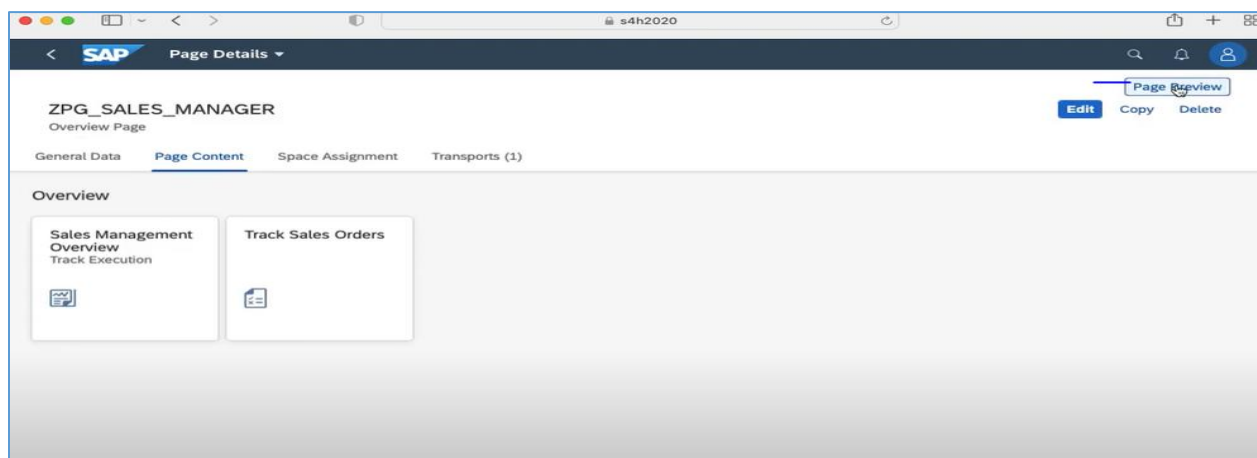 s4h2020
SAP Page Details
Page Preview
ZPG_SALES_MANAGER
Overview Page
Edit Copy Delete
General Data Page Content Space Assignment Transports (1)
Overview
Sales Management
Overview
Track Execution
Track Sales Orders